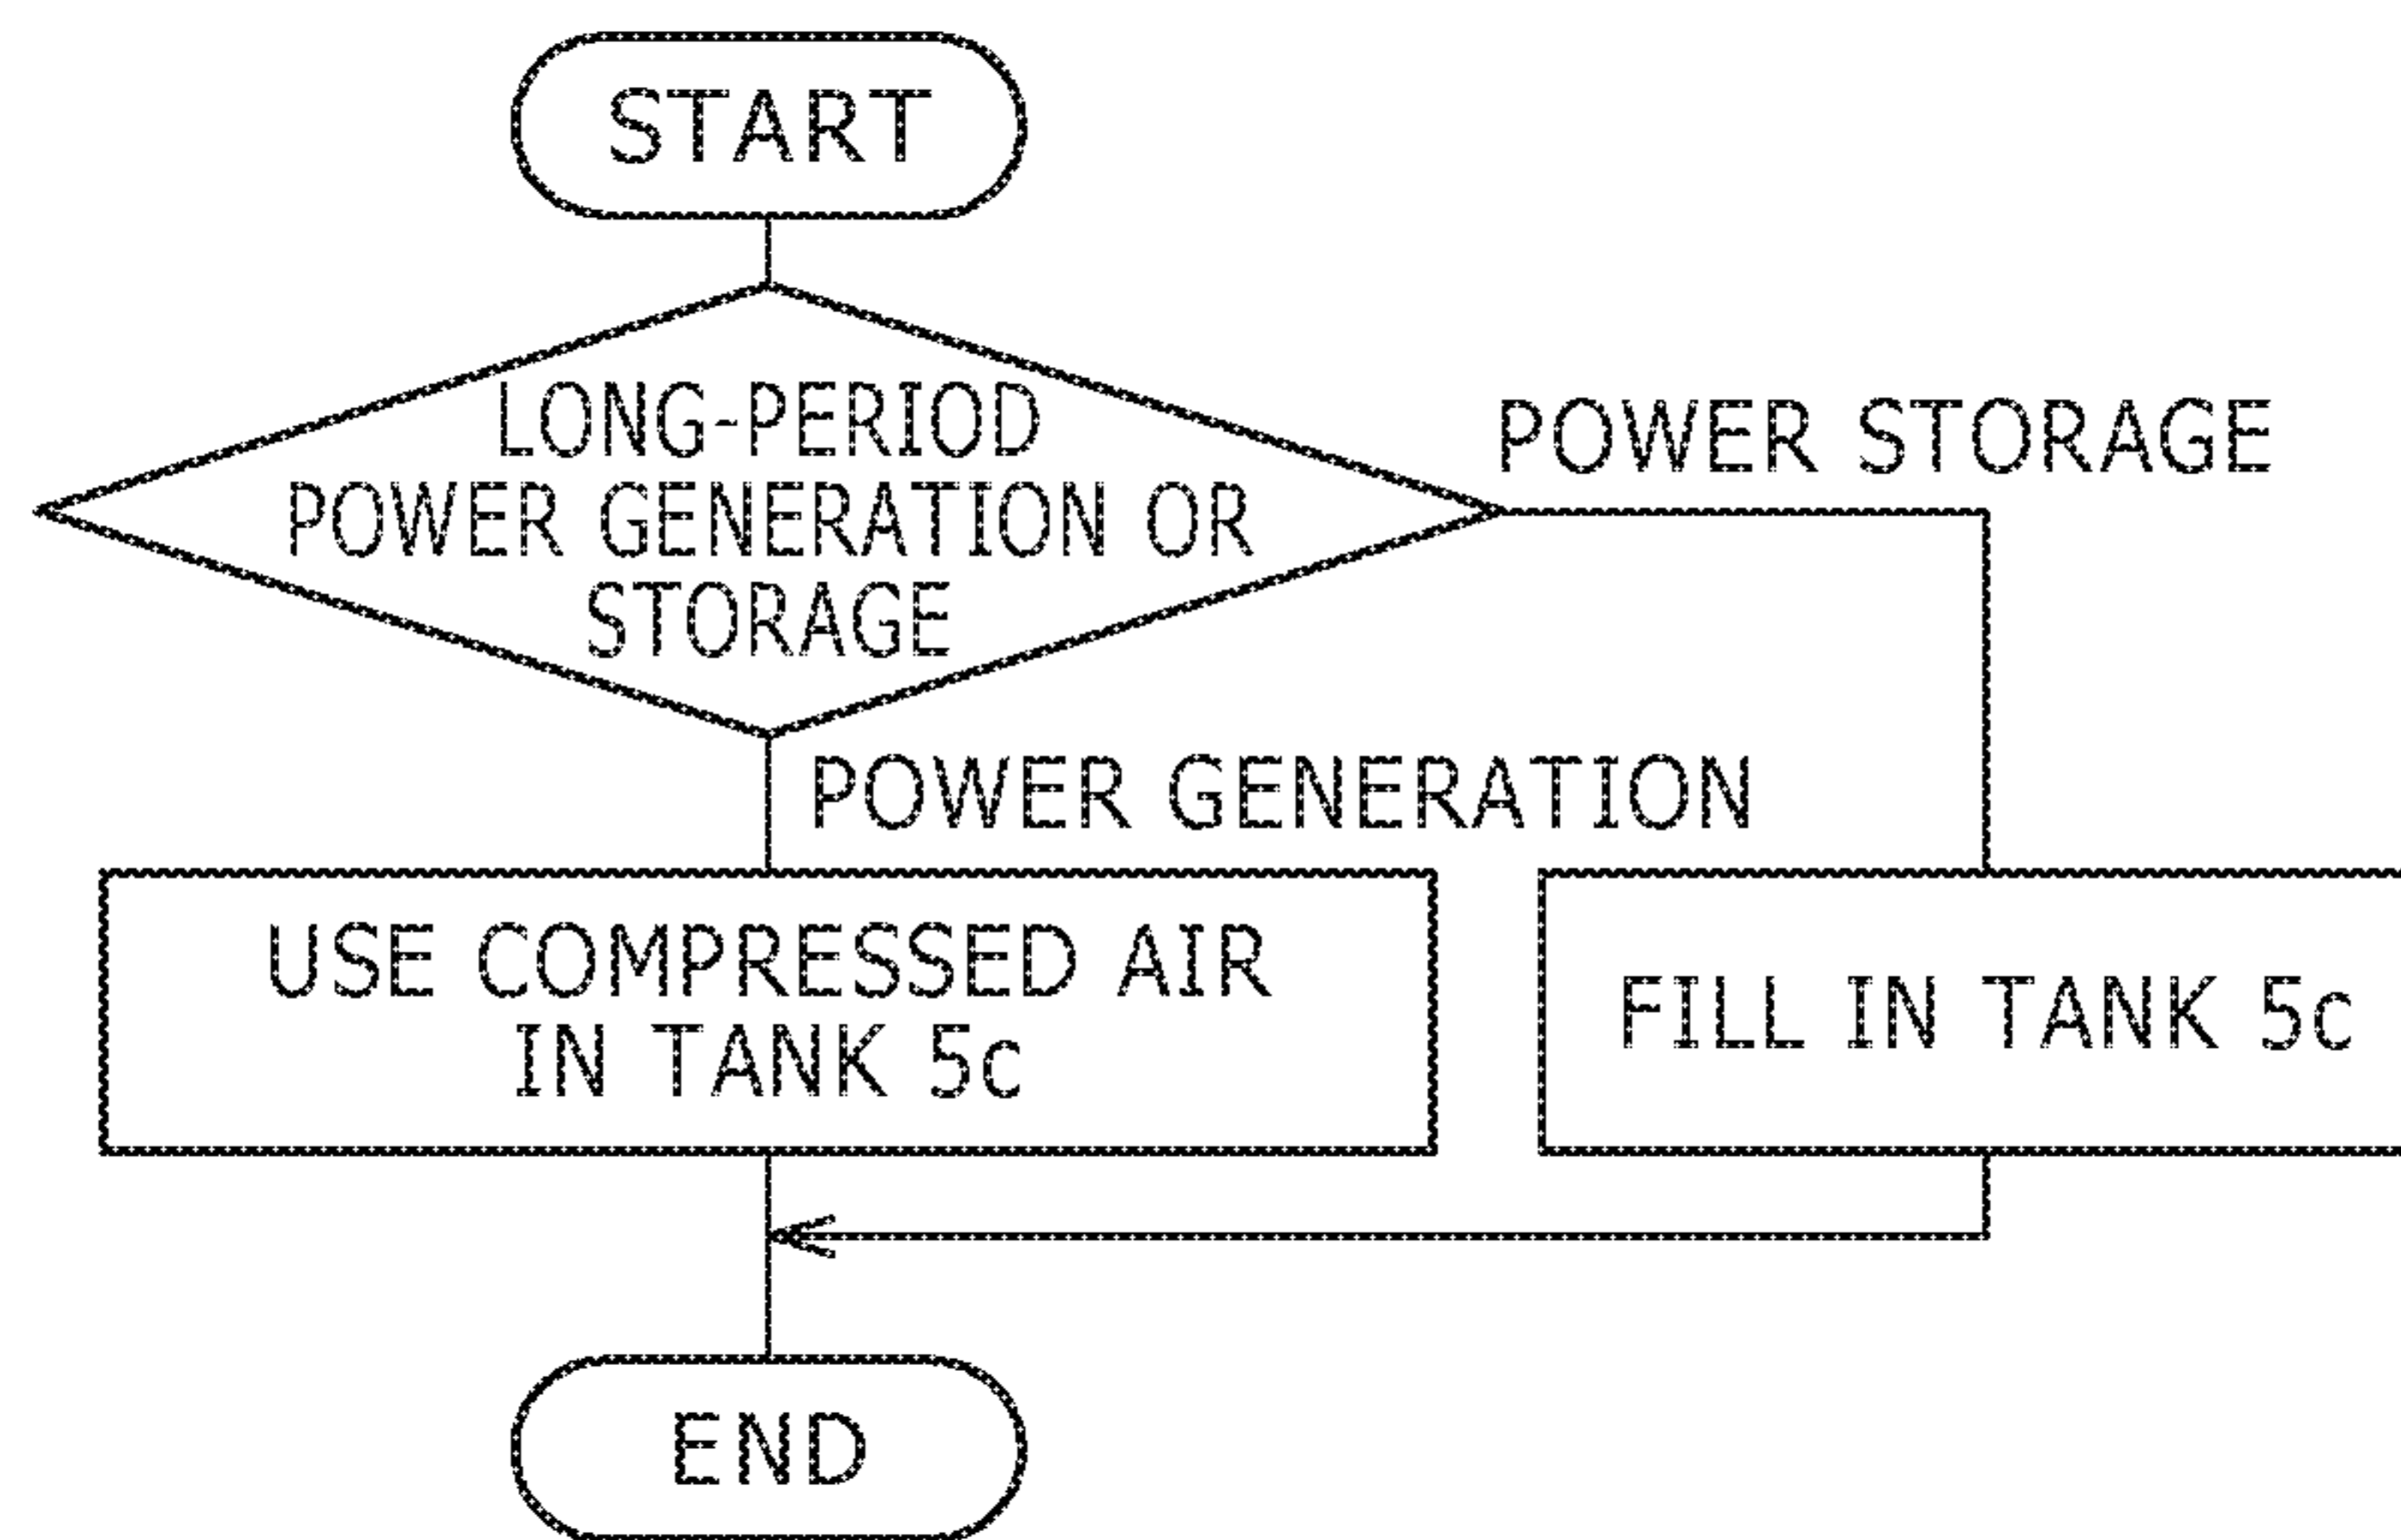 START
LONG-PERIOD
POWER GENERATION OR
STORAGE
POWER STORAGE
POWER GENERATION
USE COMPRESSED AIR
IN TANK 5c
FILL IN TANK 5c
END